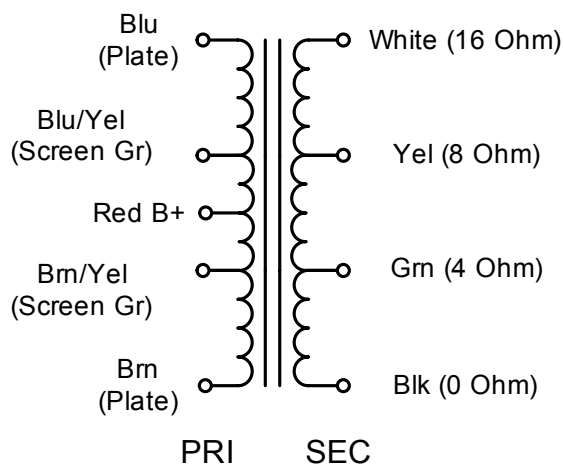 Blu
(Plate)
White (16 Ohm)
Blu/Yel
(Screen Gr)
Yel (8 Ohm)
Red B+
Brn/Yel
(Screen Gr)
Grn (4 Ohm)
Brn
(Plate)
Blk (0 Ohm)
PRI
SEC